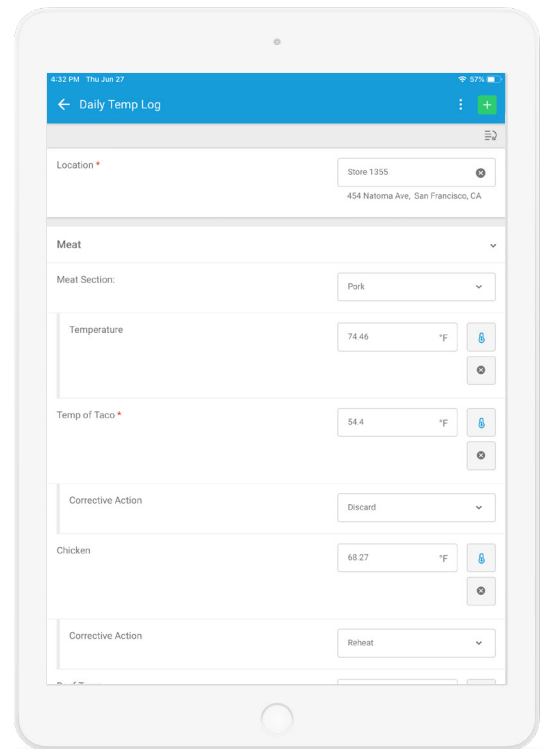 4:32 PM Thu Jun 27
57%
Daily Temp Log
Location *
Store 1355
454 Natoma Ave, San Francisco, CA
Meat
Meat Section:
Pork
Temperature
74.46 °F
Temp of Taco *
54.4 °F
Corrective Action
Discard
Chicken
68.27 °F
Corrective Action
Reheat